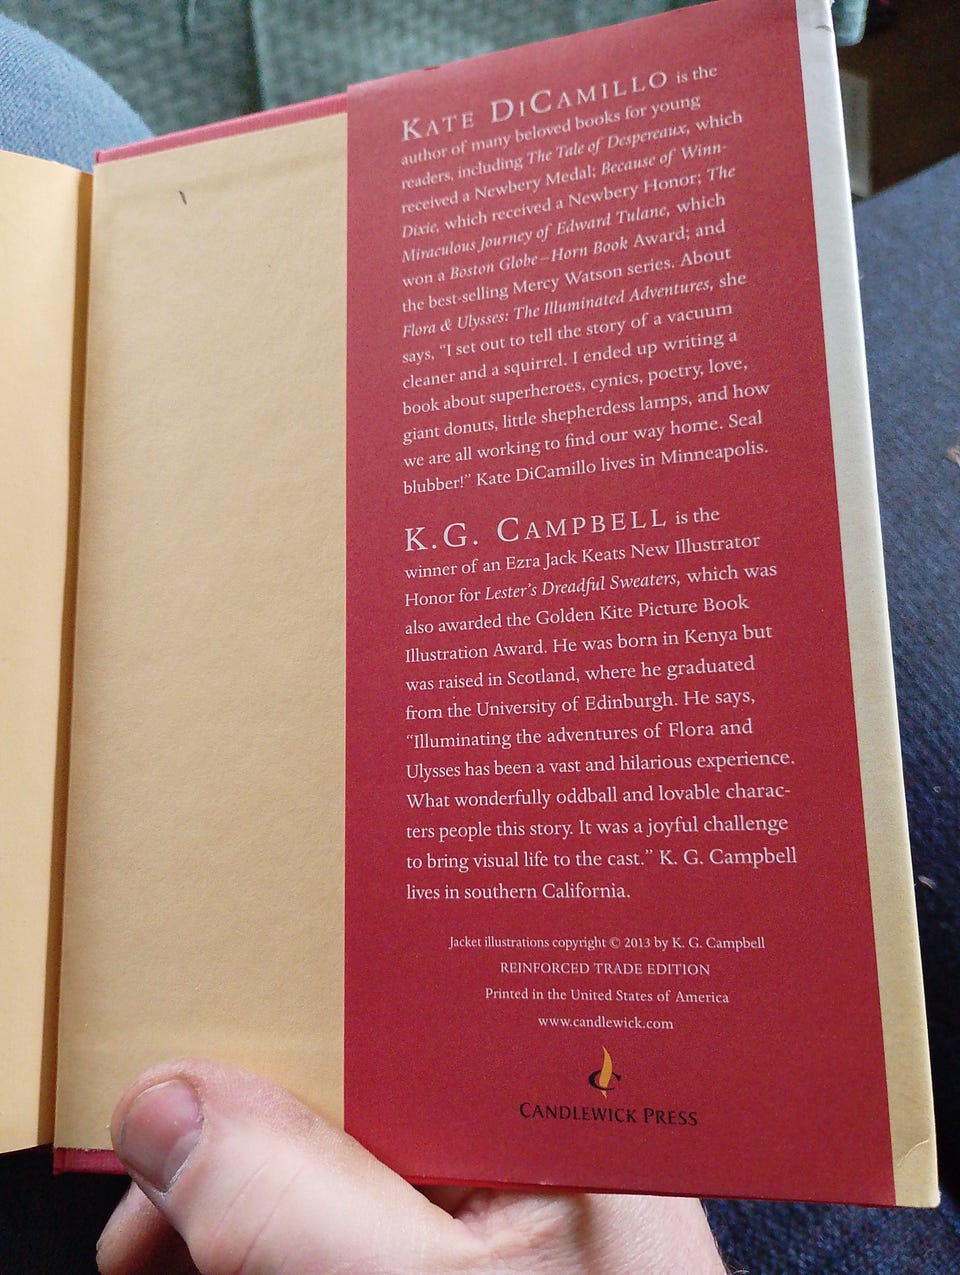 KATE DICAMILLO is the
author of many beloved books for young
readers, including The Tale of Despereaux, which
received a Newbery Medal; Because of Winn-
Dixie, which received a Newbery Honor; The
Miraculous Journey of Edward Tulane, which
won a Boston Globe–Horn Book Award; and
the best-selling Mercy Watson series. About
Flora & Ulysses: The Illuminated Adventures, she
says, “I set out to tell the story of a vacuum
cleaner and a squirrel. I ended up writing a
book about superheroes, cynics, poetry, love,
giant donuts, little shepherdess lamps, and how
we are all working to find our way home. Seal
blubber!” Kate DiCamillo lives in Minneapolis.
K.G. CAMPBELL is the
winner of an Ezra Jack Keats New Illustrator
Honor for Lester’s Dreadful Sweaters, which was
also awarded the Golden Kite Picture Book
Illustration Award. He was born in Kenya but
was raised in Scotland, where he graduated
from the University of Edinburgh. He says,
“Illuminating the adventures of Flora and
Ulysses has been a vast and hilarious experience.
What wonderfully oddball and lovable charac-
ters people this story. It was a joyful challenge
to bring visual life to the cast.” K. G. Campbell
lives in southern California.
Jacket illustrations copyright © 2013 by K. G. Campbell
REINFORCED TRADE EDITION
Printed in the United States of America
www.candlewick.com
CANDLEWICK PRESS